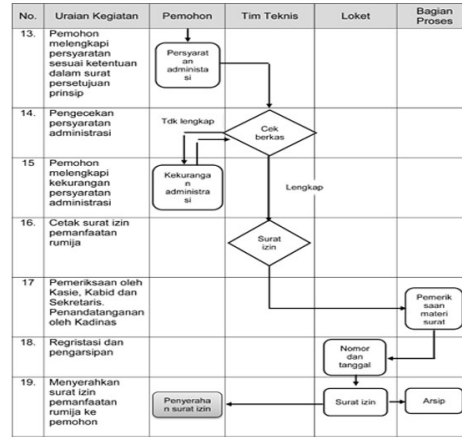 No. Uraian Kegiatan Pemohon Tim Teknis Loket Bagian
Proses
13. Pemohon
melengkapi
persyaratan
sesuai ketentuan
dalam surat
persetujuan
prinsip
Persyarat
an
administa
si
14. Pengecekan
persyaratan
administrasi
Tdk lengkap
Cek
berkas
15 Pemohon
melengkapi
kekurangan
persyaratan
administrasi
Kekuranga
n
administra
si
Lengkap
16. Cetak surat izin
pemanfaatan
rumija
Surat
izin
17 Pemeriksaan oleh
Kasie, Kabid dan
Sekretaris.
Penandatanganan
oleh Kadinas
Pemerik
saan
materi
surat
18. Regristasi dan
pengarsipan
Nomor
dan
tanggal
19. Menyerahkan
surat izin
pemanfaatan
rumija ke
pemohon
Penyeraha
n surat izin
Surat izin
Arsip